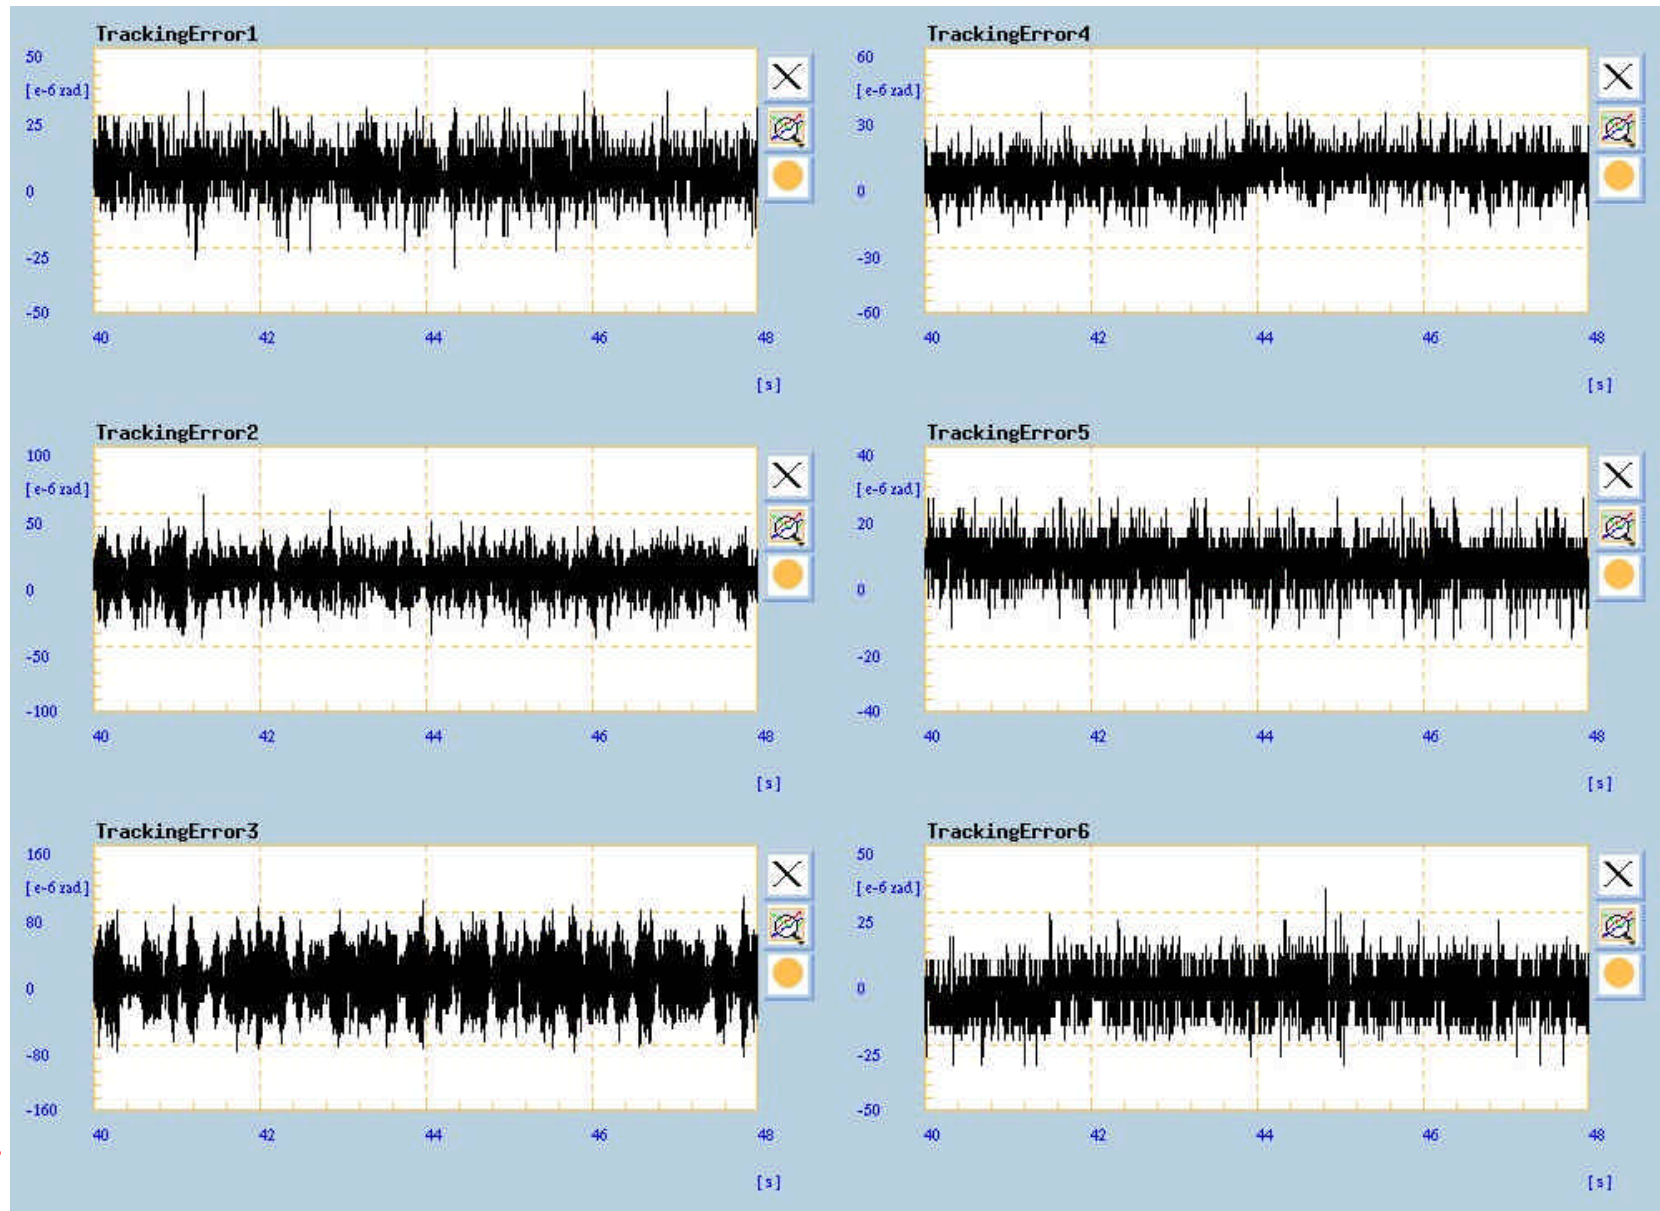 TrackingError1
50
[e-6 rad]
25
0
-25
-50
40 42 44 46 48
[s]
TrackingError4
60
[e-6 rad]
30
0
-30
-60
40 42 44 46 48
[s]
TrackingError2
100
[e-6 rad]
50
0
-50
-100
40 42 44 46 48
[s]
TrackingError5
40
[e-6 rad]
20
0
-20
-40
40 42 44 46 48
[s]
TrackingError3
160
[e-6 rad]
80
0
-80
-160
40 42 44 46 48
[s]
TrackingError6
50
[e-6 rad]
25
0
-25
-50
40 42 44 46 48
[s]